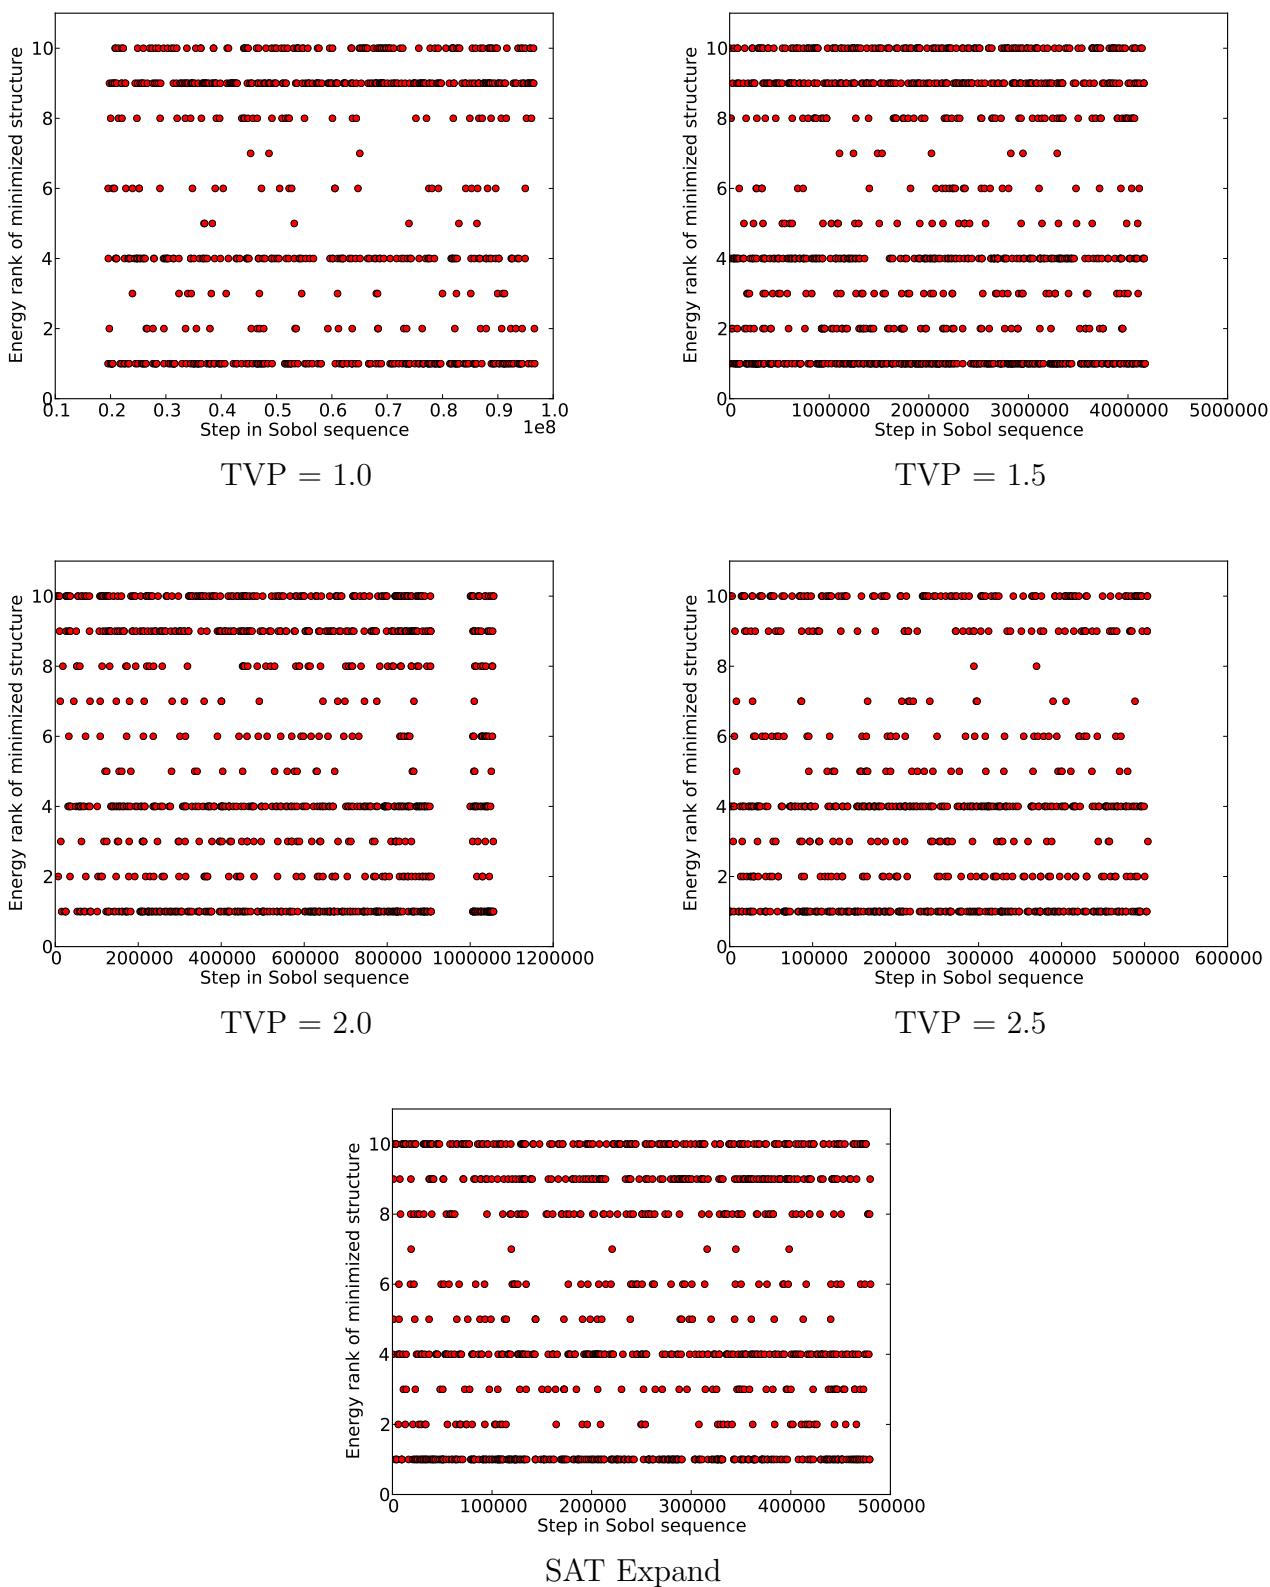 Energy rank of minimized structure
10
8
6
4
2
0
0.1 0.2 0.3 0.4 0.5 0.6 0.7 0.8 0.9 1.0
1e8
Step in Sobol sequence
TVP = 1.0
Energy rank of minimized structure
10
8
6
4
2
0
0 1000000 2000000 3000000 4000000 5000000
Step in Sobol sequence
TVP = 1.5
Energy rank of minimized structure
10
8
6
4
2
0
0 200000 400000 600000 800000 1000000 1200000
Step in Sobol sequence
TVP = 2.0
Energy rank of minimized structure
10
8
6
4
2
0
0 100000 200000 300000 400000 500000 600000
Step in Sobol sequence
TVP = 2.5
Energy rank of minimized structure
10
8
6
4
2
0
0 100000 200000 300000 400000 500000
Step in Sobol sequence
SAT Expand